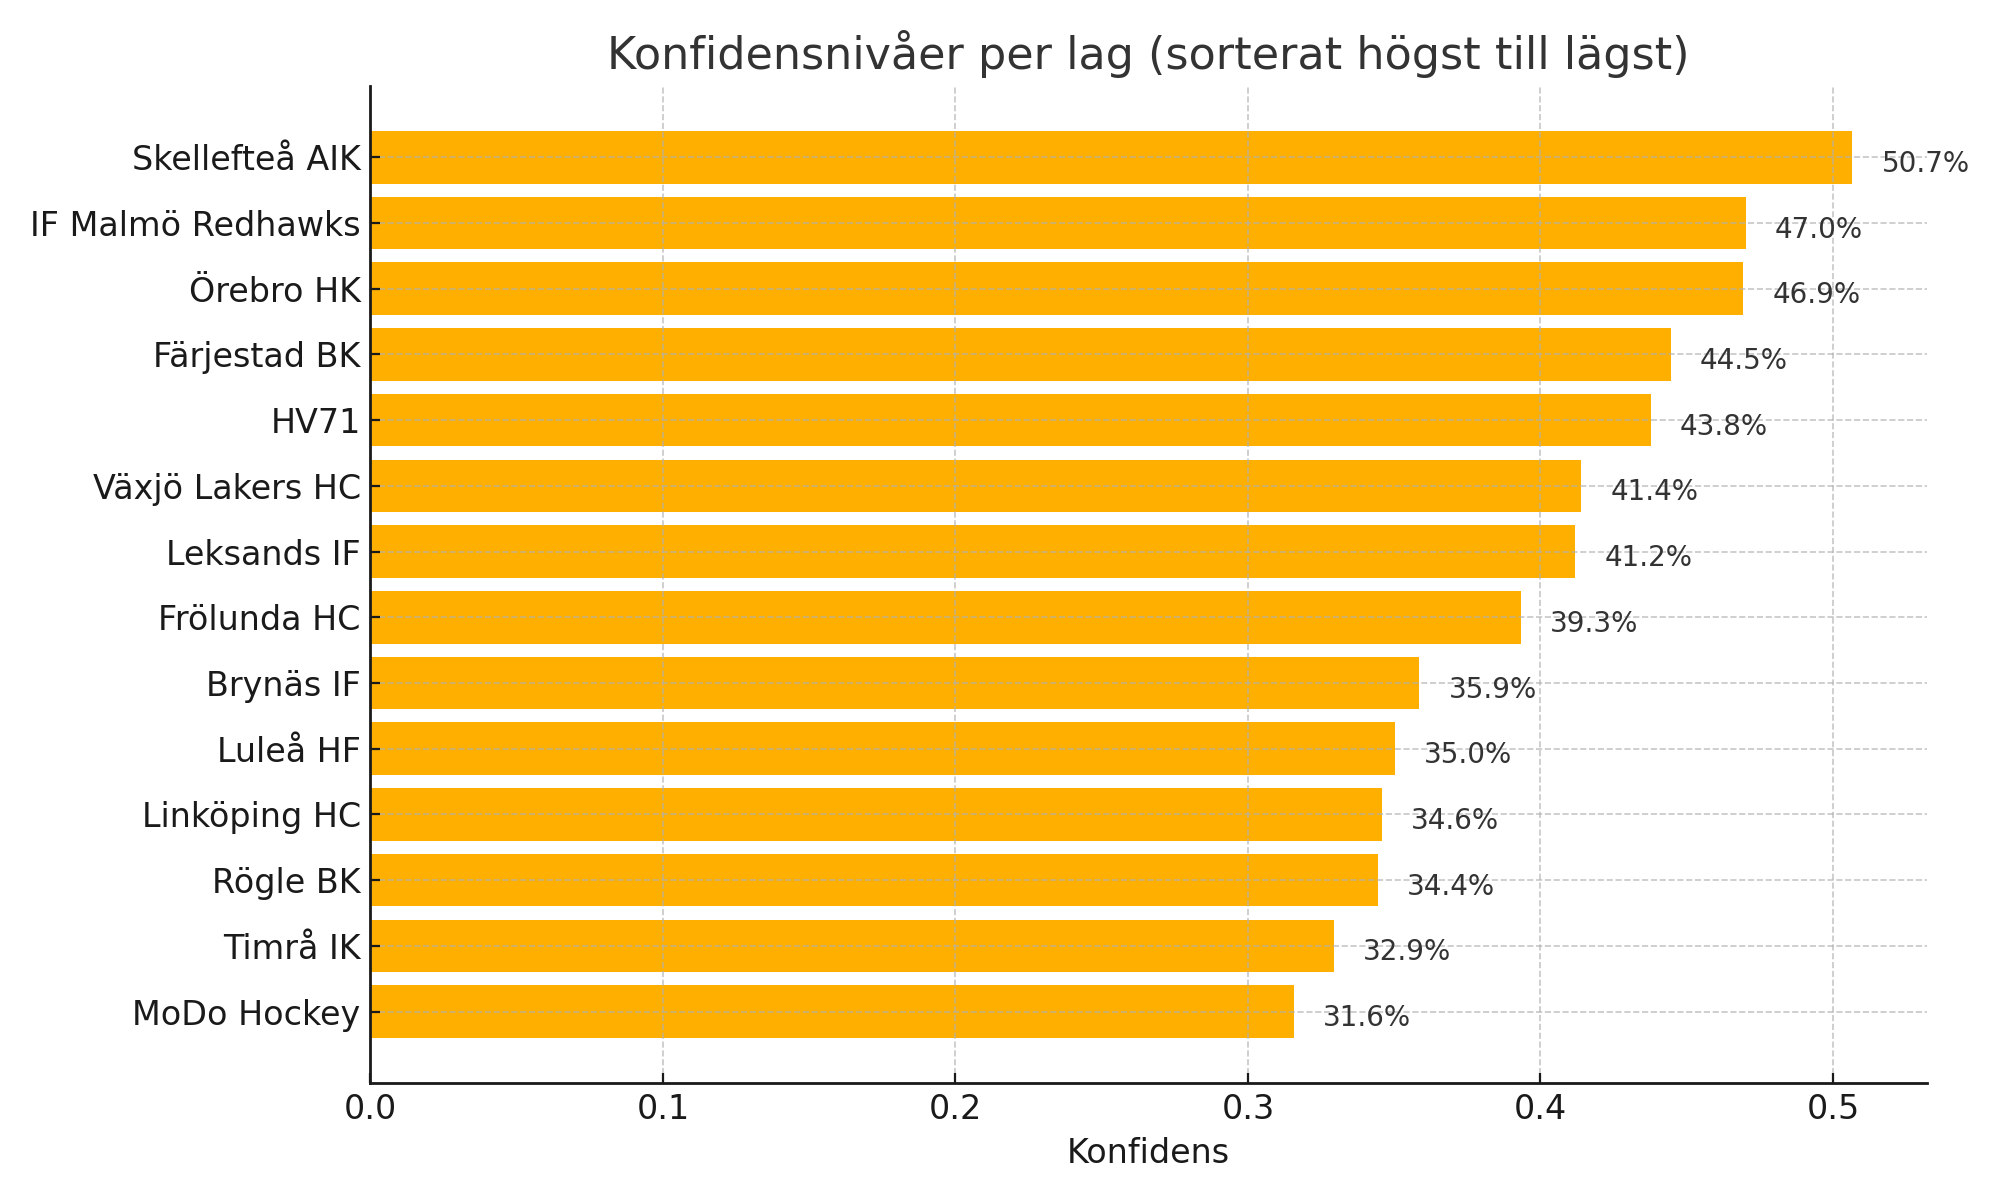 Konfidensnivåer per lag (sorterat högst till lägst)
Skellefteå AIK 50.7%
IF Malmö Redhawks 47.0%
Örebro HK 46.9%
Färjestad BK 44.5%
HV71 43.8%
Växjö Lakers HC 41.4%
Leksands IF 41.2%
Frölunda HC 39.3%
Brynäs IF 35.9%
Luleå HF 35.0%
Linköping HC 34.6%
Rögle BK 34.4%
Timrå IK 32.9%
MoDo Hockey 31.6%
0.0 0.1 0.2 0.3 0.4 0.5
Konfidens